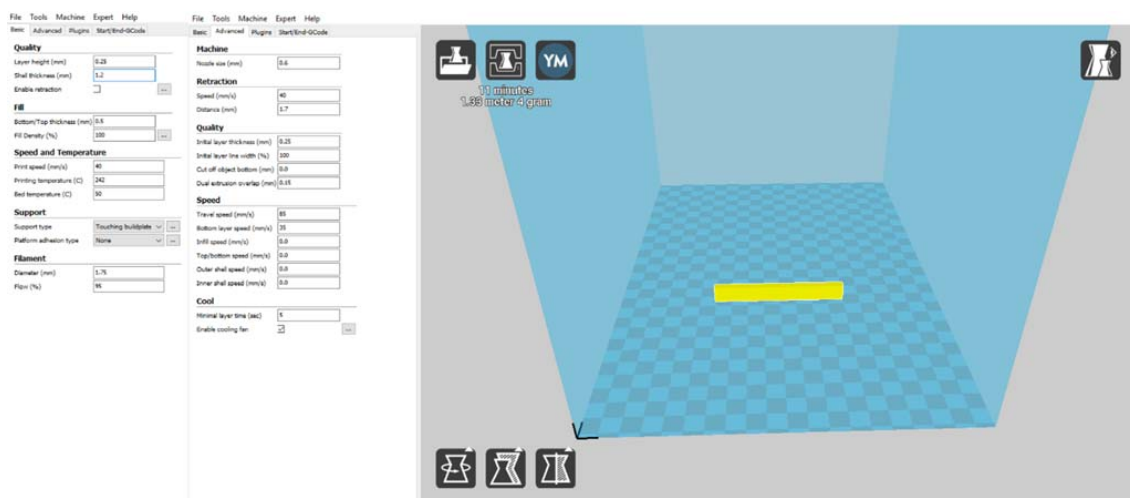 File Tools Machine Expert Help
Basic Advanced Plugins Start/End-GCode
Quality
Layer height (mm) 0.25
Shell thickness (mm) 1.2
Enable retraction ...
Fill
Bottom/Top thickness (mm) 0.5
Fill Density (%) 100 ...
Speed and Temperature
Print speed (mm/s) 40
Printing temperature (C) 242
Bed temperature (C) 90
Support
Support type Touching buildplate ...
Platform adhesion type None ...
Filament
Diameter (mm) 1.75
Flow (%) 95
File Tools Machine Expert Help
Basic Advanced Plugins Start/End-GCode
Machine
Nozzle size (mm) 0.6
Retraction
Speed (mm/s) 40
Distance (mm) 1.7
Quality
Initial layer thickness (mm) 0.25
Initial layer line width (%) 100
Cut off object bottom (mm) 0.0
Dual extrusion overlap (mm) 0.15
Speed
Travel speed (mm/s) 85
Bottom layer speed (mm/s) 35
Infill speed (mm/s) 0.0
Top/bottom speed (mm/s) 0.0
Outer shell speed (mm/s) 0.0
Inner shell speed (mm/s) 0.0
Cool
Minimal layer time (sec) 5
Enable cooling fan ...
YM
11 minutes
1.33 meter 4 gram